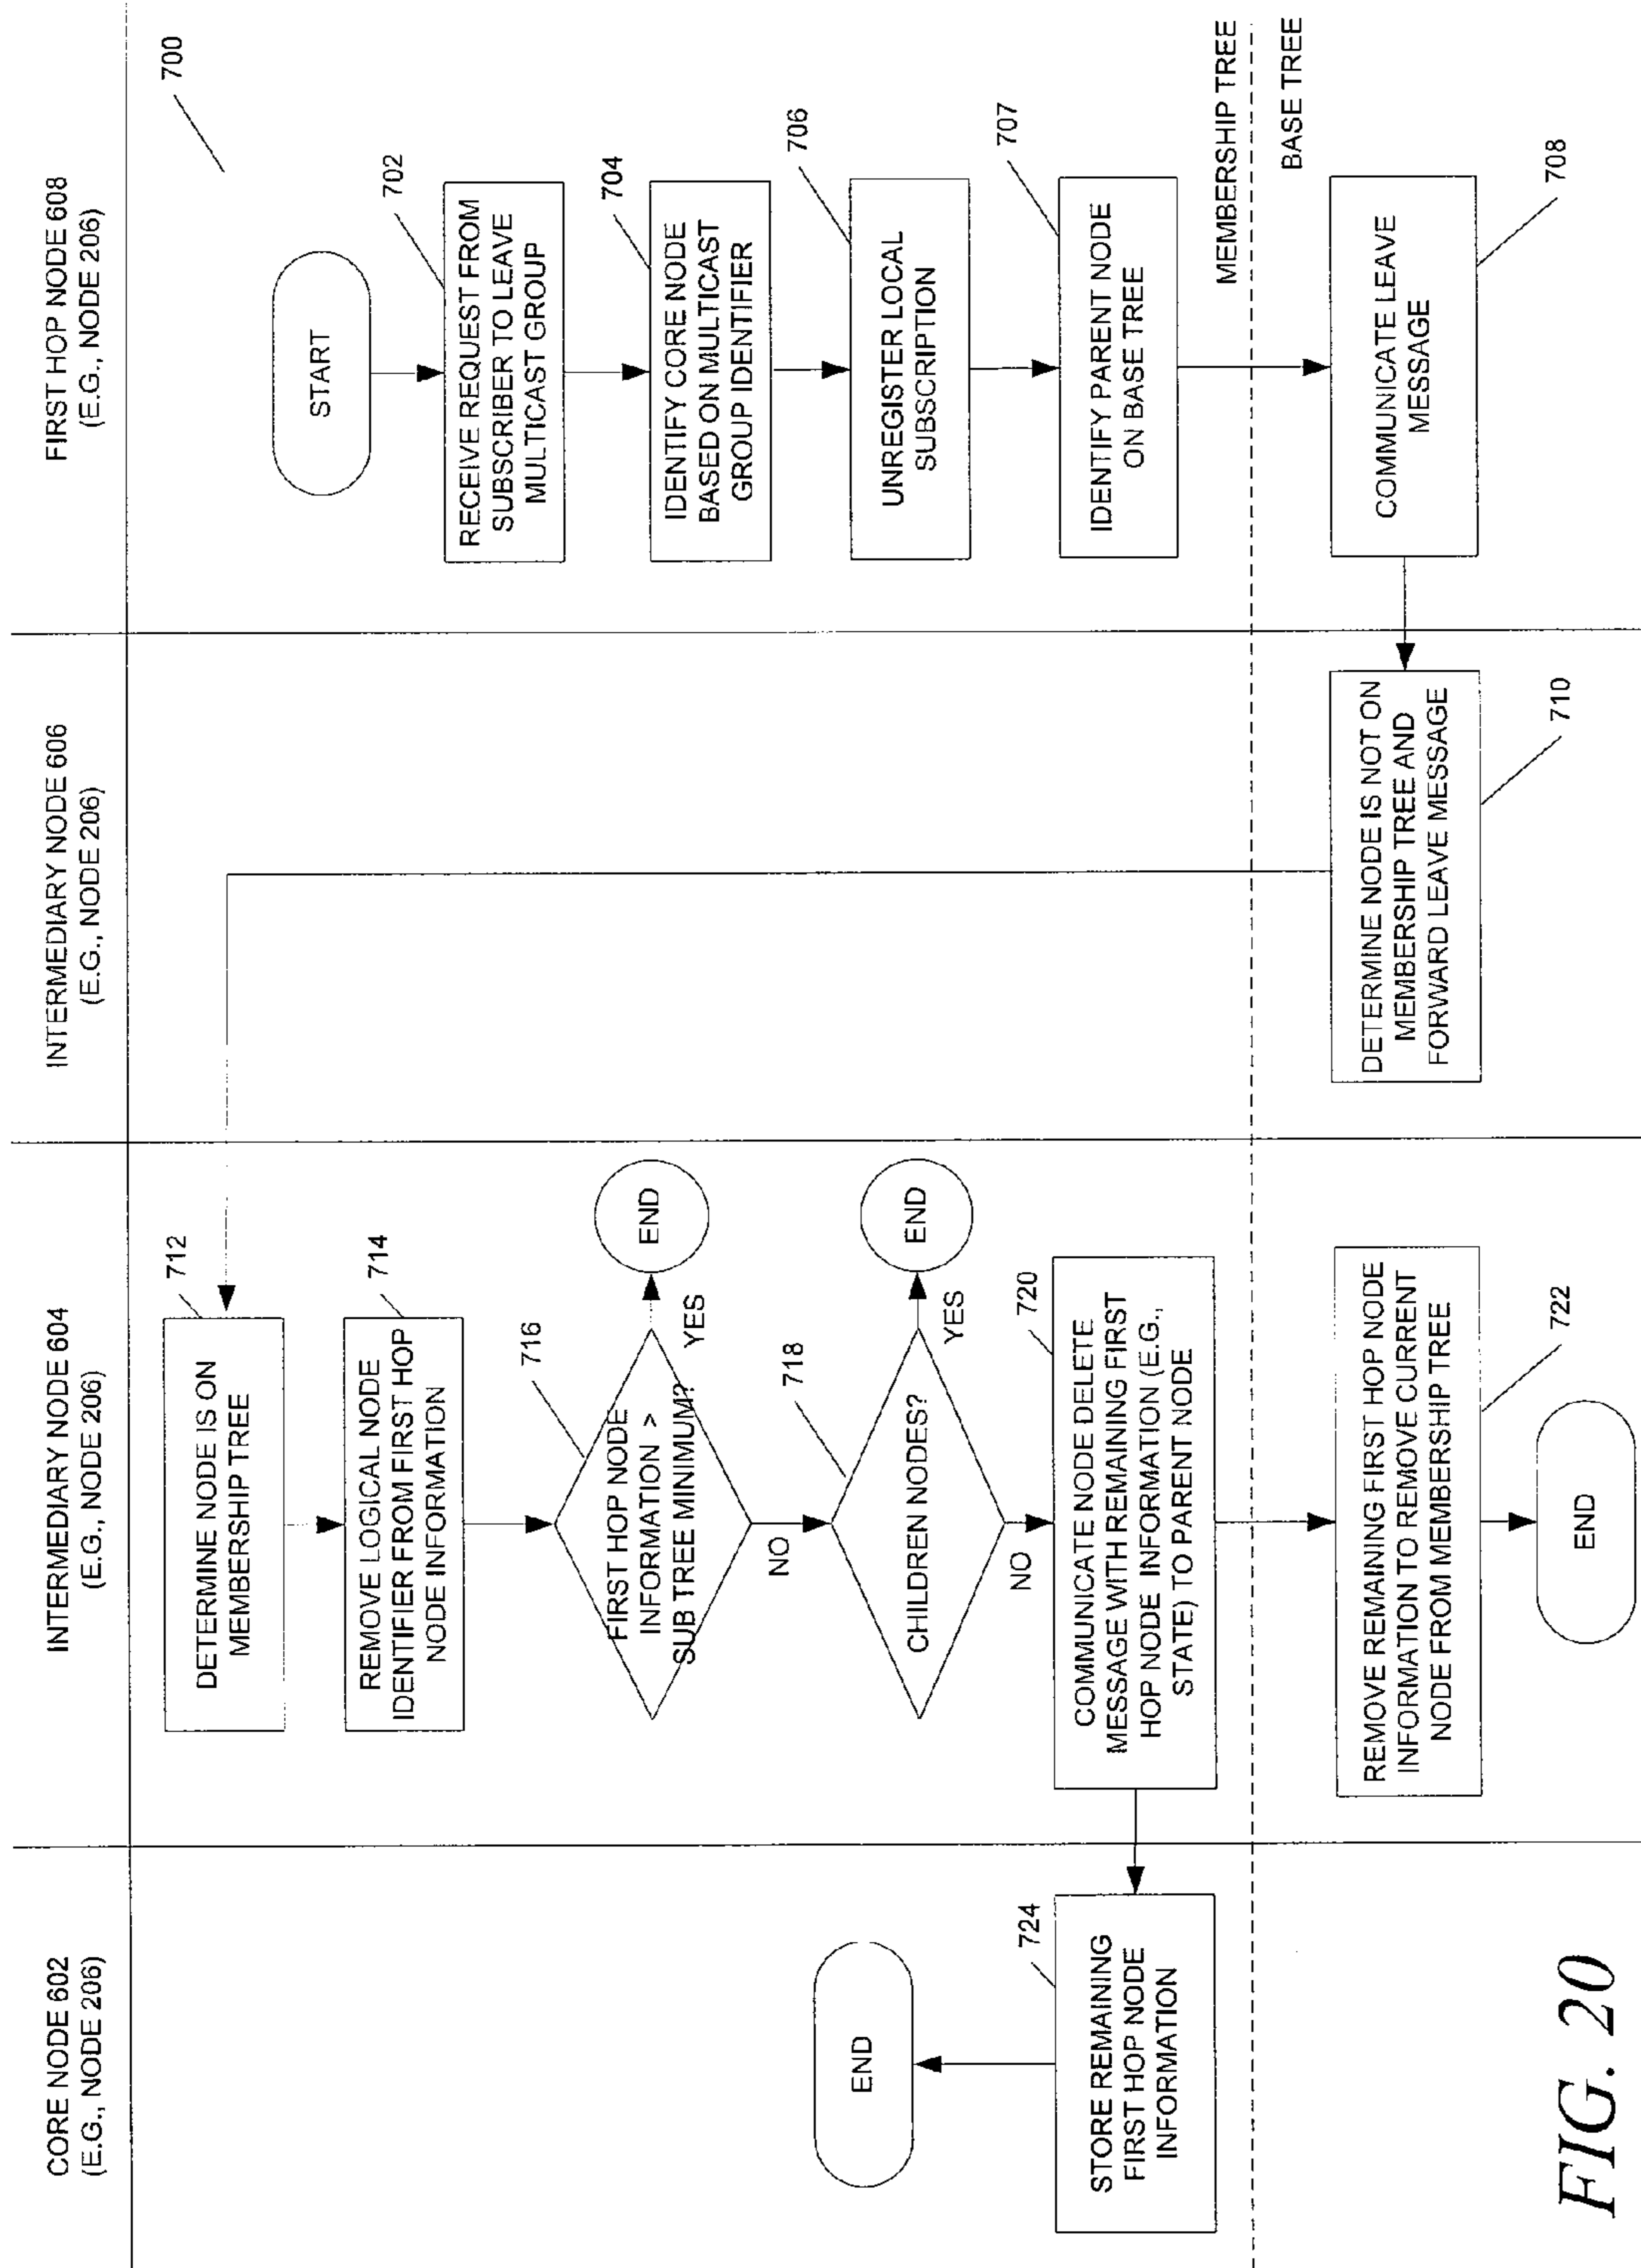 CORE NODE 602
(E.G., NODE 206)
INTERMEDIARY NODE 604
(E.G., NODE 206)
INTERMEDIARY NODE 606
(E.G., NODE 206)
FIRST HOP NODE 608
(E.G., NODE 206)
700
START
702
RECEIVE REQUEST FROM
SUBSCRIBER TO LEAVE
MULTICAST GROUP
704
IDENTIFY CORE NODE
BASED ON MULTICAST
GROUP IDENTIFIER
706
UNREGISTER LOCAL
SUBSCRIPTION
707
IDENTIFY PARENT NODE
ON BASE TREE
MEMBERSHIP TREE
BASE TREE
708
COMMUNICATE LEAVE
MESSAGE
710
DETERMINE NODE IS NOT ON
MEMBERSHIP TREE AND
FORWARD LEAVE MESSAGE
712
DETERMINE NODE IS ON
MEMBERSHIP TREE
714
REMOVE LOGICAL NODE
IDENTIFIER FROM FIRST HOP
NODE INFORMATION
716
FIRST HOP NODE
INFORMATION >
SUB TREE MINIMUM?
YES
END
NO
718
CHILDREN NODES?
YES
END
NO
720
COMMUNICATE NODE DELETE
MESSAGE WITH REMAINING FIRST
HOP NODE INFORMATION (E.G.,
STATE) TO PARENT NODE
722
REMOVE REMAINING FIRST HOP NODE
INFORMATION TO REMOVE CURRENT
NODE FROM MEMBERSHIP TREE
END
724
STORE REMAINING
FIRST HOP NODE
INFORMATION
END
FIG. 20